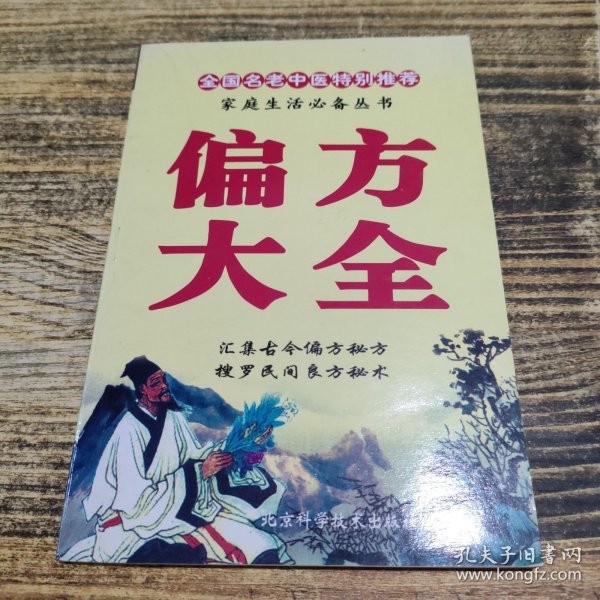 全国名老中医特别推荐
家庭生活必备丛书
偏方
大全
汇集古今偏方秘方
搜罗民间良方秘术
北京科学技术出版社
孔夫子旧书网
www.kongfz.com